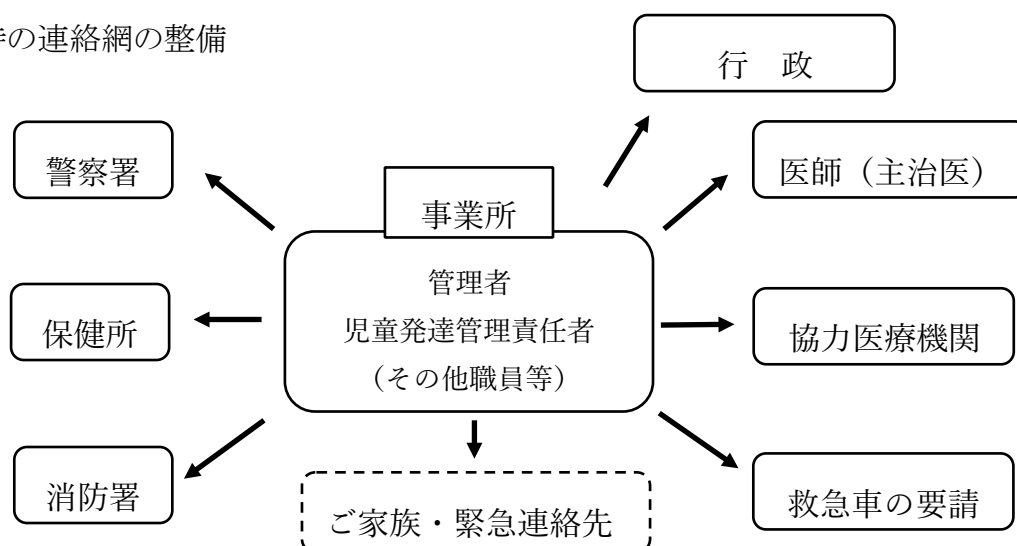 の連絡網の整備
行　政
警察署
医師（主治医）
事業所
管理者
児童発達管理責任者
（その他職員等）
保健所
協力医療機関
消防署
ご家族・緊急連絡先
救急車の要請